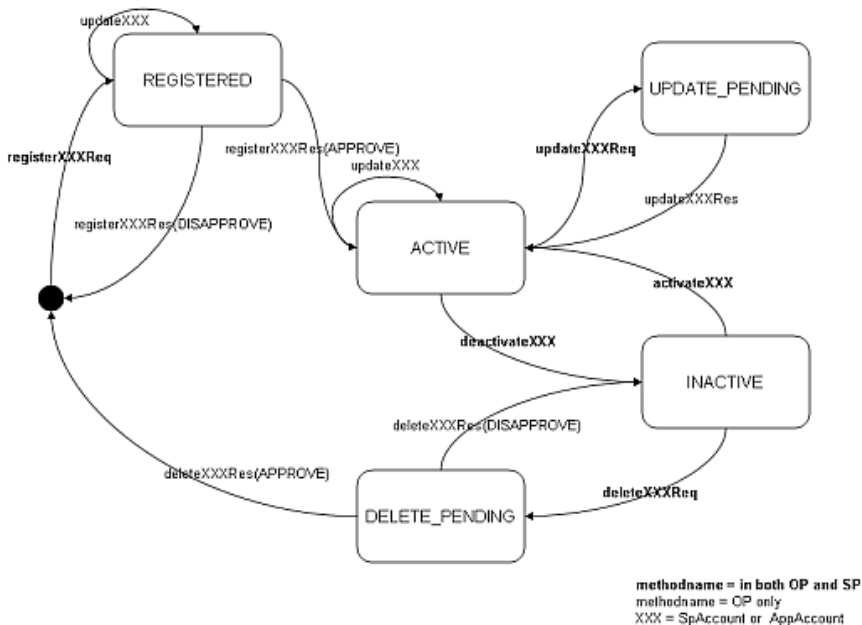 updateXXX
REGISTERED
UPDATE_PENDING
registerXXXReq
registerXXXRes(APPROVE)
updateXXX
updateXXXReq
updateXXXRes
registerXXXRes(DISAPPROVE)
ACTIVE
activateXXX
deactivateXXX
INACTIVE
deleteXXXRes(DISAPPROVE)
deleteXXXRes(APPROVE)
deleteXXXReq
DELETE_PENDING
methodname = in both OP and SP
methodname = OP only
XXX = SpAccount or AppAccount